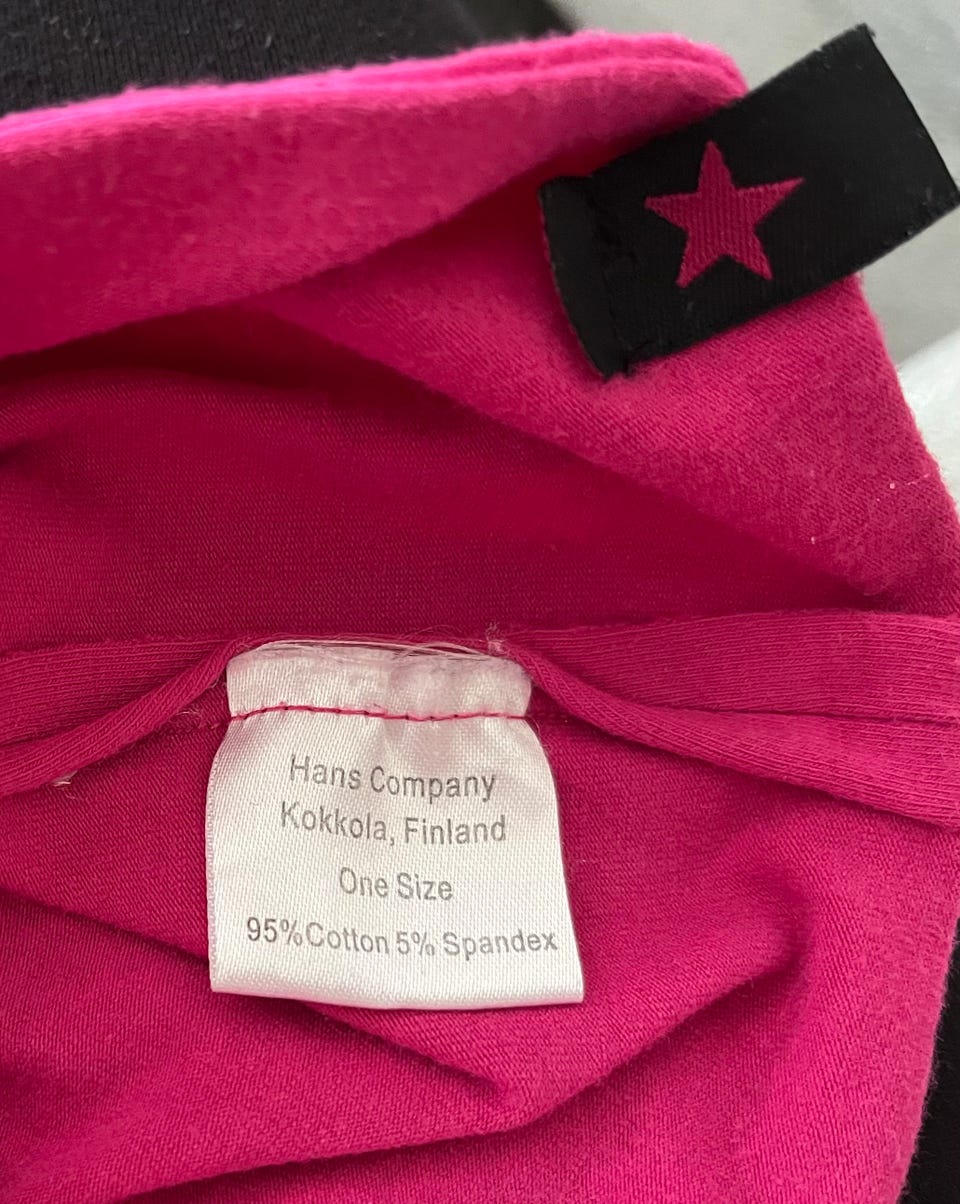 Hans Company
Kokkola, Finland
One Size
95%Cotton 5% Spandex